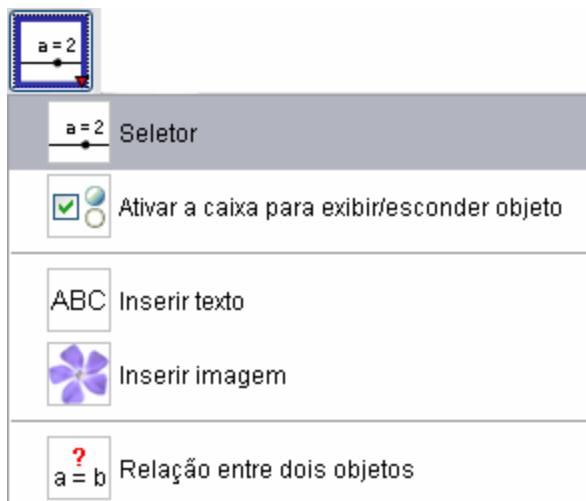 a = 2
a = 2 Seletor
Ativar a caixa para exibir/esconder objeto
ABC Inserir texto
Inserir imagem
?
a = b Relação entre dois objetos